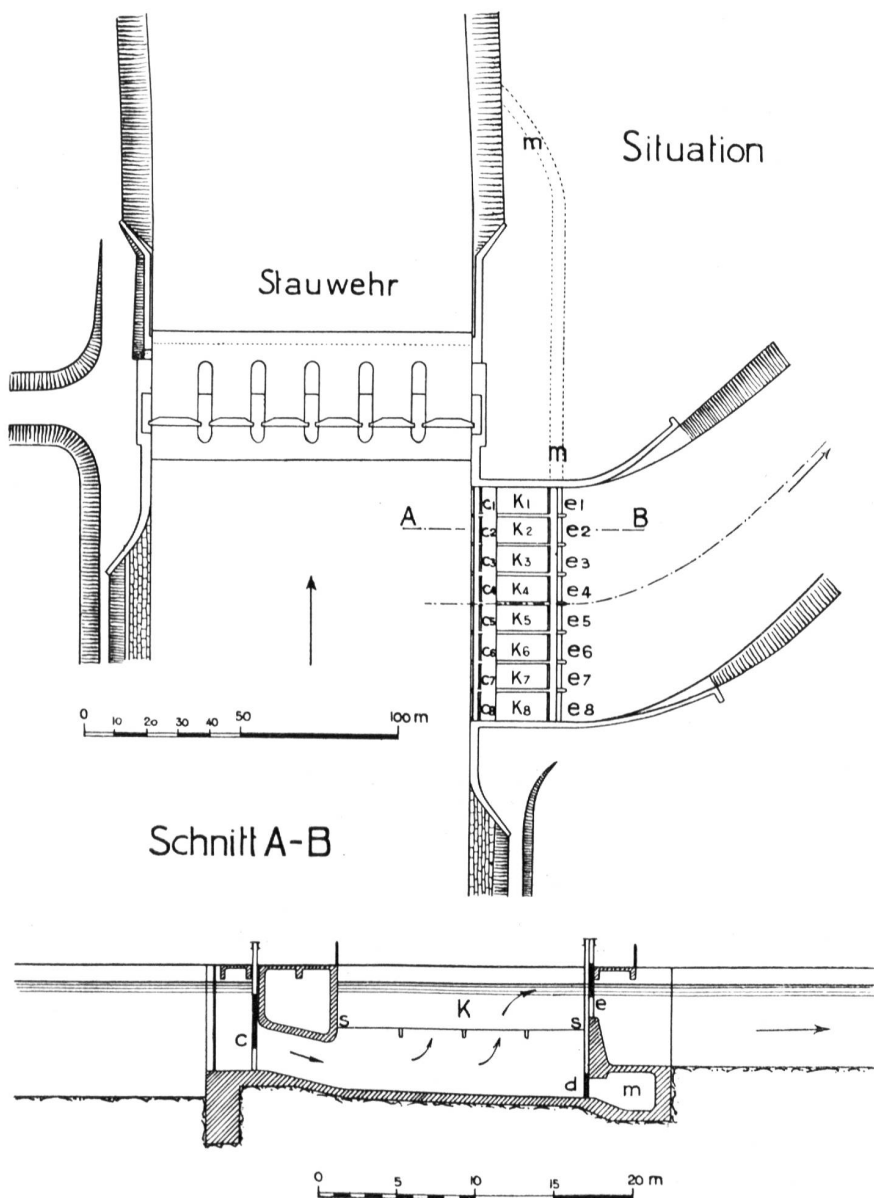 m
Situation
Stauwehr
m
A
B
C1 K1 e1
C2 K2 e2
C3 K3 e3
C4 K4 e4
C5 K5 e5
C6 K6 e6
C7 K7 e7
C8 K8 e8
0 10 20 30 40 50 100 m
Schnitt A-B
K
c
s
s
e
d
m
0 5 10 15 20 m